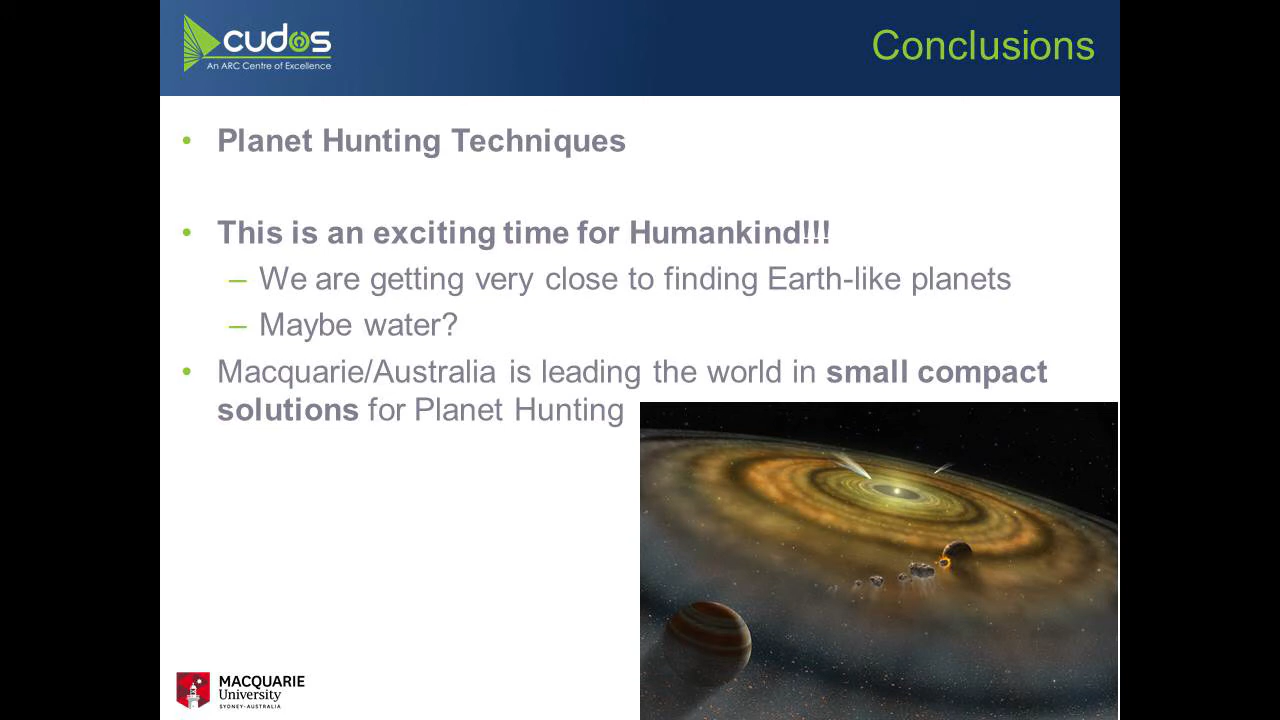 cudos
An ARC Centre of Excellence
Conclusions
• Planet Hunting Techniques
• This is an exciting time for Humankind!!!
– We are getting very close to finding Earth-like planets
– Maybe water?
• Macquarie/Australia is leading the world in small compact
solutions for Planet Hunting
MACQUARIE
University
SYDNEY-AUSTRALIA